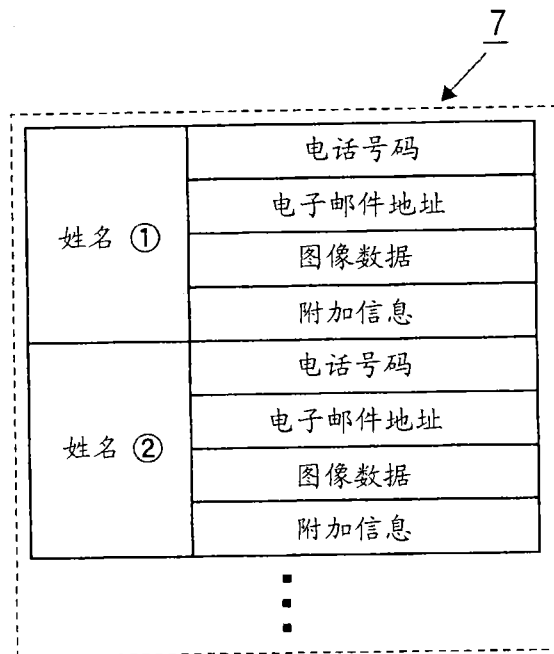 7
姓名 ①
电话号码
电子邮件地址
图像数据
附加信息
姓名 ②
电话号码
电子邮件地址
图像数据
附加信息